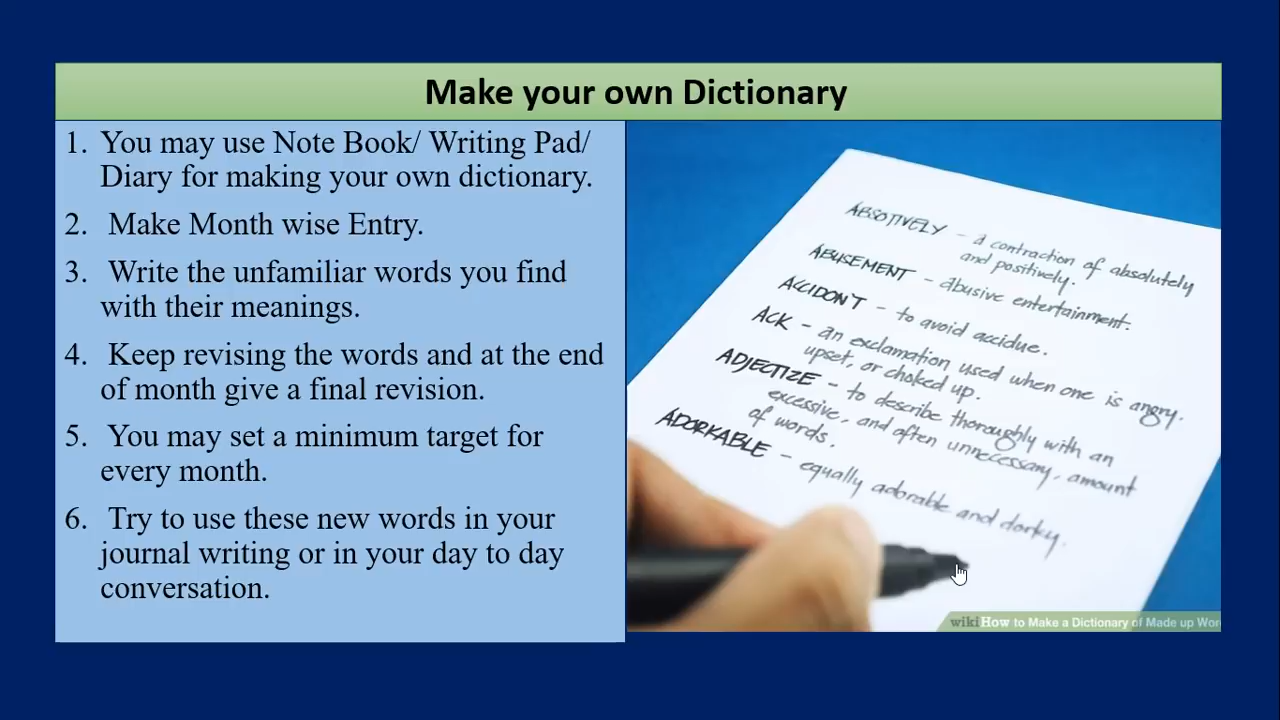 Make your own Dictionary
1. You may use Note Book/ Writing Pad/
Diary for making your own dictionary.
2. Make Month wise Entry.
3. Write the unfamiliar words you find
with their meanings.
4. Keep revising the words and at the end
of month give a final revision.
5. You may set a minimum target for
every month.
6. Try to use these new words in your
journal writing or in your day to day
conversation.
ABSOTIVELY - a contraction of absolutely
and positively.
ABUSEMENT - abusive entertainment.
ACCIDON'T - to avoid accidue.
ACK - an exclamation used when one is angry.
upset, or choked up.
ADJECTIZE - to describe thoroughly with an
excessive, and often unnecessary, amount
of words.
ADORKABLE - equally adorable and dorky.
wikiHow to Make a Dictionary of Made up Wor